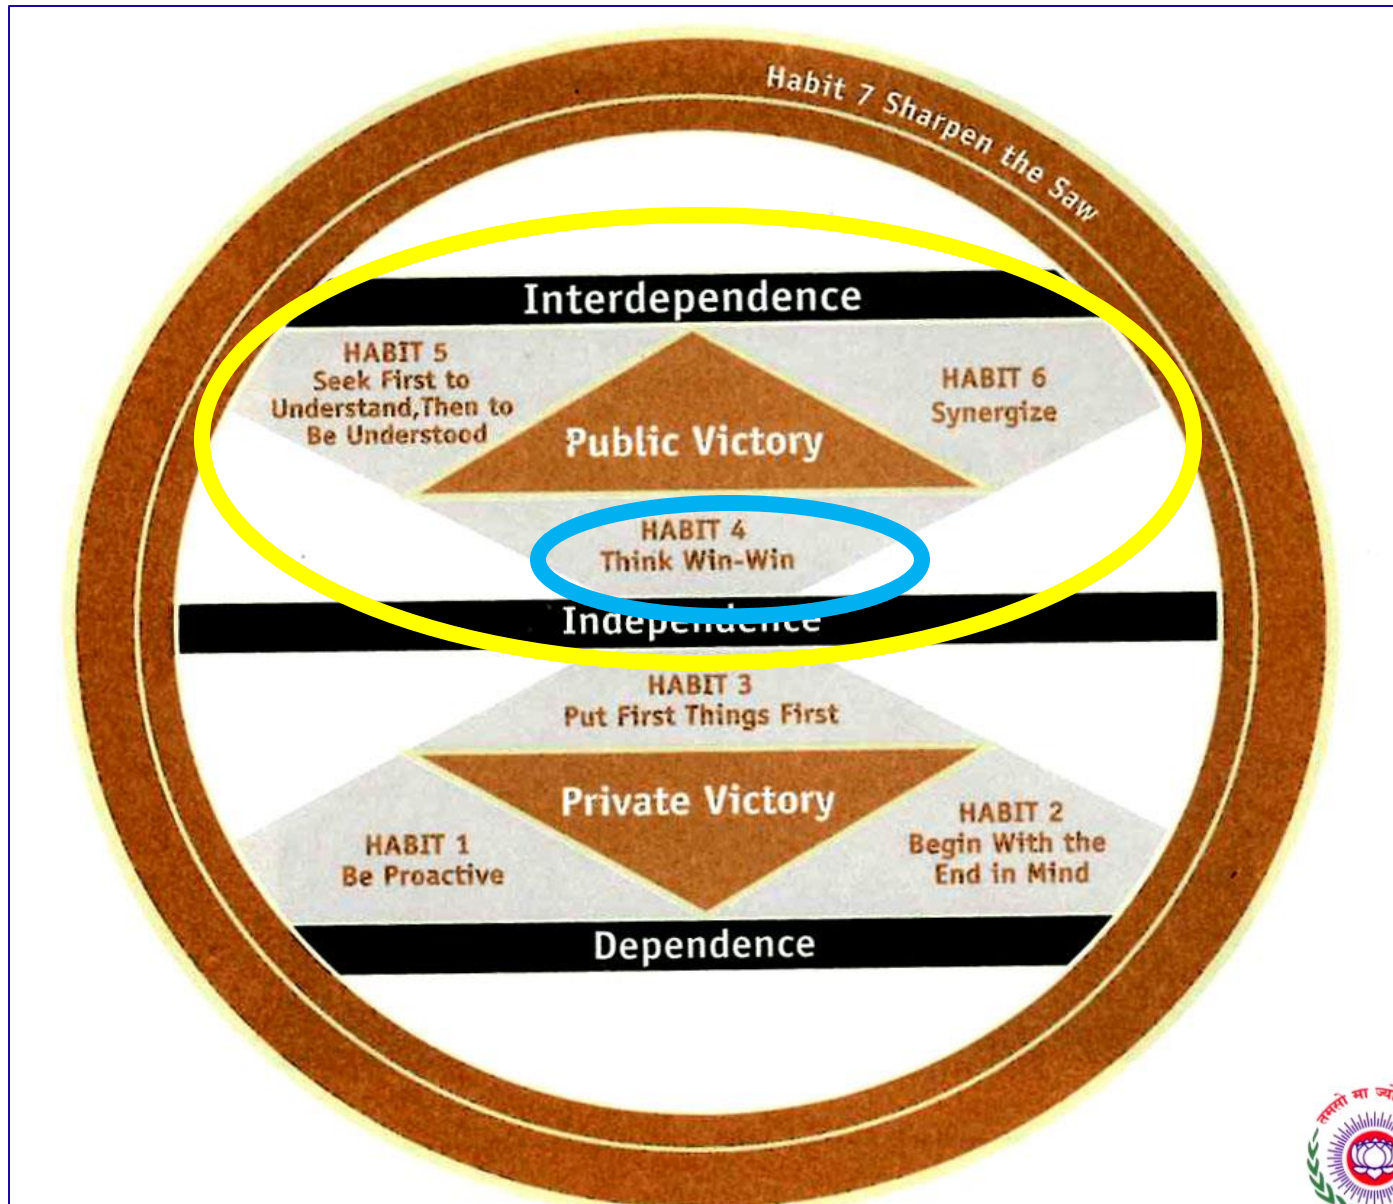 Habit 7 Sharpen the Saw
Interdependence
HABIT 5
Seek First to
Understand,Then to
Be Understood
HABIT 6
Synergize
Public Victory
HABIT 4
Think Win-Win
Independence
HABIT 3
Put First Things First
Private Victory
HABIT 1
Be Proactive
HABIT 2
Begin With the
End in Mind
Dependence
तमसो मा